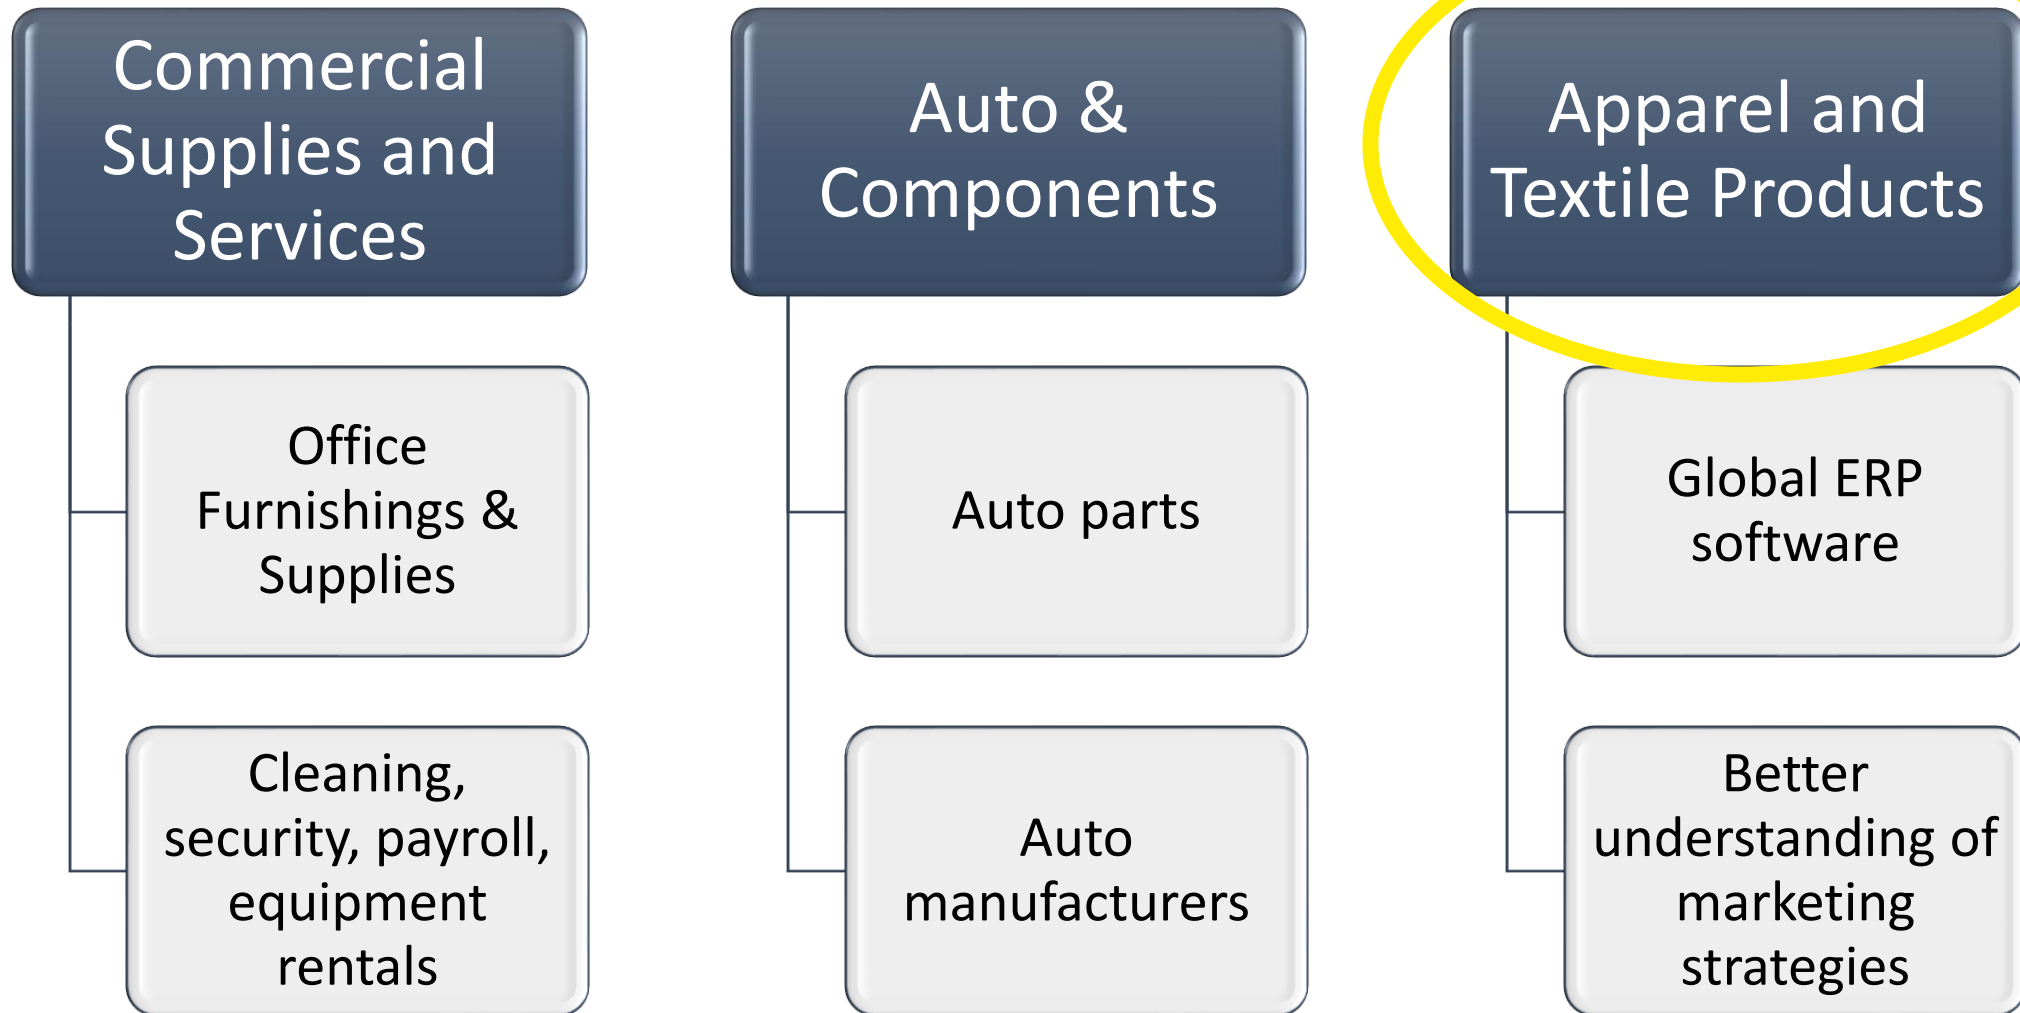 Commercial
Supplies and
Services
Office
Furnishings &
Supplies
Cleaning,
security, payroll,
equipment
rentals
Auto &
Components
Auto parts
Auto
manufacturers
Apparel and
Textile Products
Global ERP
software
Better
understanding of
marketing
strategies